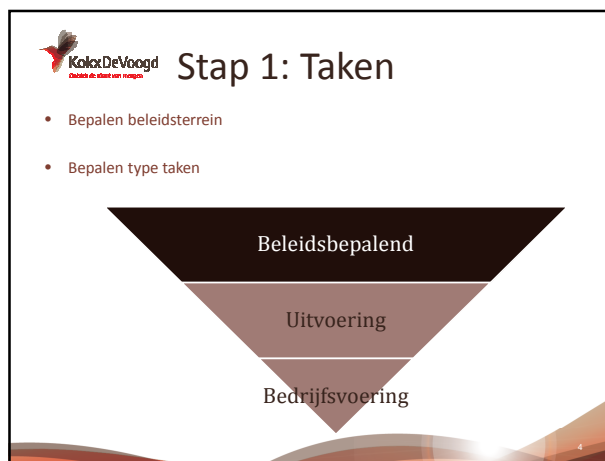 KokxDeVoogd
Stap 1: Taken
• Bepalen beleidsterrein
• Bepalen type taken
Beleidsbepalend
Uitvoering
Bedrijfsvoering
4